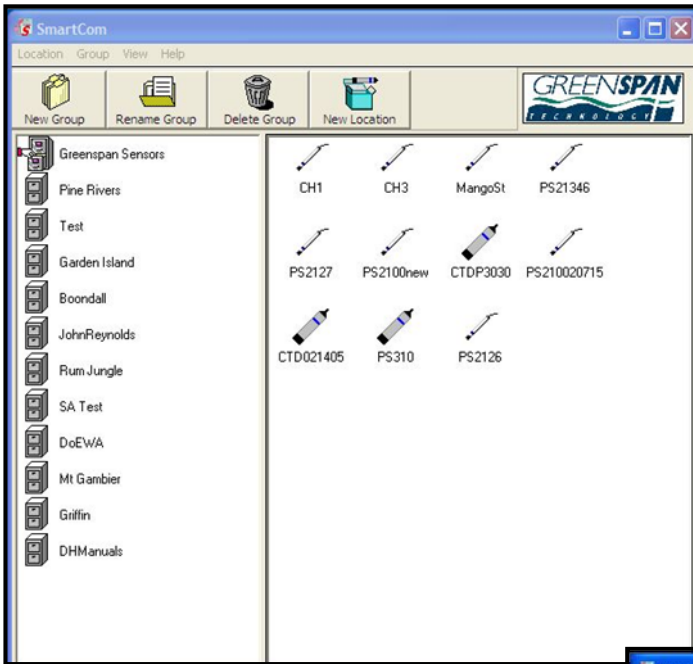 SmartCom
Location Group View Help
New Group Rename Group Delete Group New Location
GREENSPAN
TECHNOLOGY
Greenspan Sensors
Pine Rivers
Test
Garden Island
Boondall
JohnReynolds
Rum Jungle
SA Test
DoEWA
Mt Gambier
Griffin
DHManuals
CH1 CH3 MangoSt PS21346
PS2127 PS2100new CTDP3030 PS210020715
CTD021405 PS310 PS2126